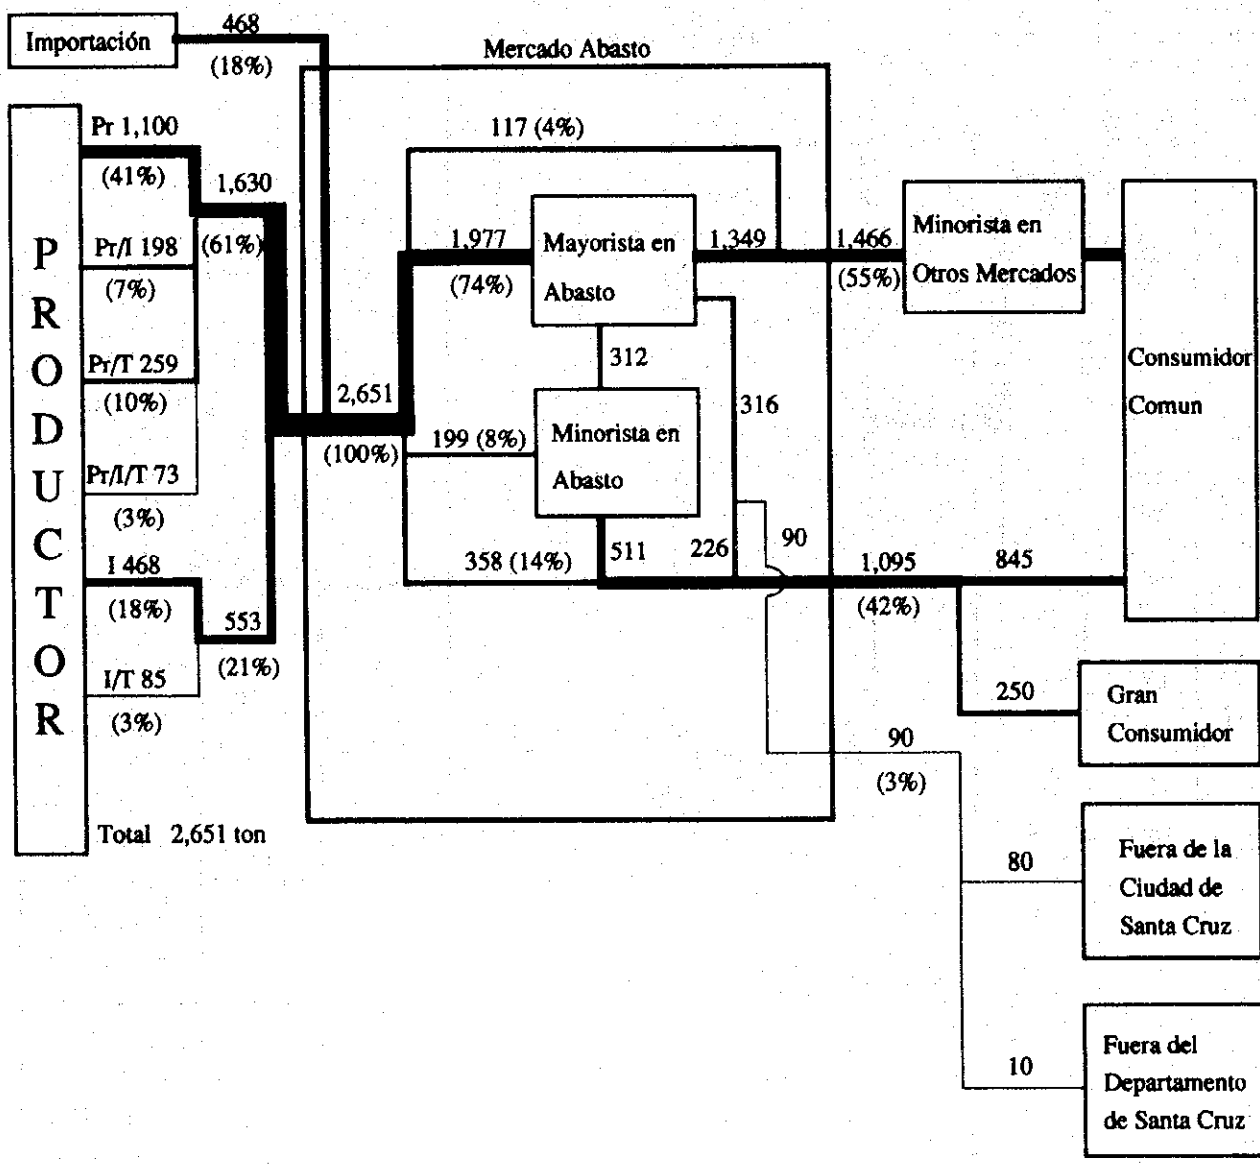 Importación
468
(18%)
Mercado Abasto
PRODUCTOR
Pr 1,100
(41%)
1,630
(61%)
Pr/I 198
(7%)
Pr/T 259
(10%)
Pr/I/T 73
(3%)
I 468
(18%)
553
(21%)
I/T 85
(3%)
Total 2,651 ton
2,651
(100%)
117 (4%)
1,977
(74%)
Mayorista en
Abasto
1,349
1,466
(55%)
Minorista en
Otros Mercados
312
316
199 (8%)
Minorista en
Abasto
358 (14%)
511
226
90
1,095
(42%)
845
Consumidor
Comun
250
Gran
Consumidor
90
(3%)
80
Fuera de la
Ciudad de
Santa Cruz
10
Fuera del
Departamento
de Santa Cruz